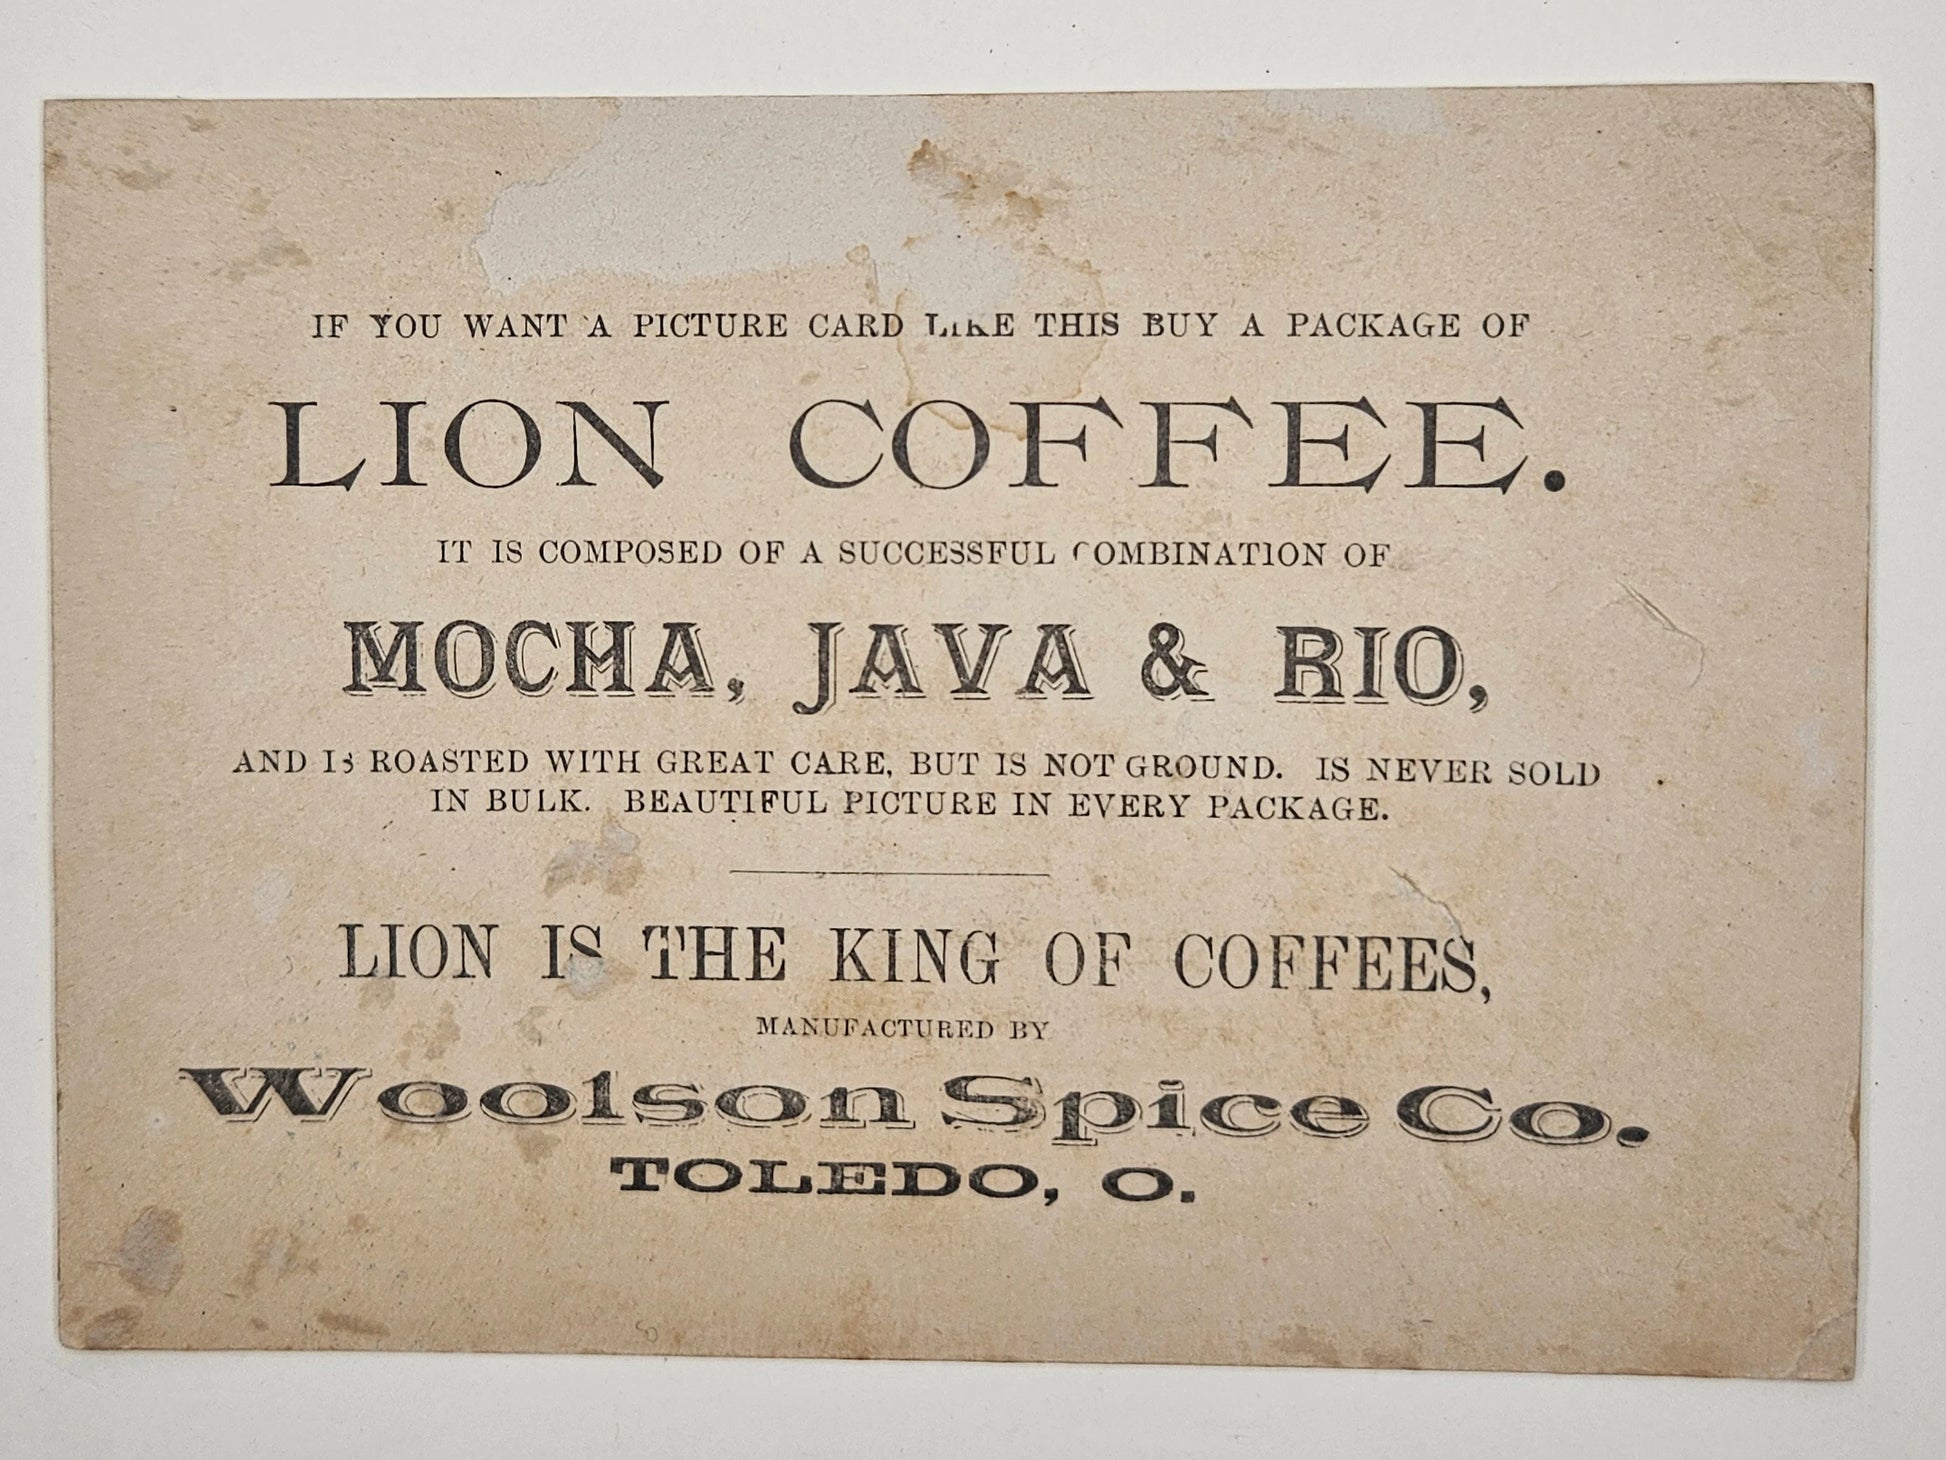 IF YOU WANT A PICTURE CARD LIKE THIS BUY A PACKAGE OF
LION COFFEE.
IT IS COMPOSED OF A SUCCESSFUL COMBINATION OF
MOCHA, JAVA & RIO,
AND IS ROASTED WITH GREAT CARE, BUT IS NOT GROUND. IS NEVER SOLD
IN BULK. BEAUTIFUL PICTURE IN EVERY PACKAGE.
LION IS THE KING OF COFFEES,
MANUFACTURED BY
Woolson Spice Co.
TOLEDO, O.